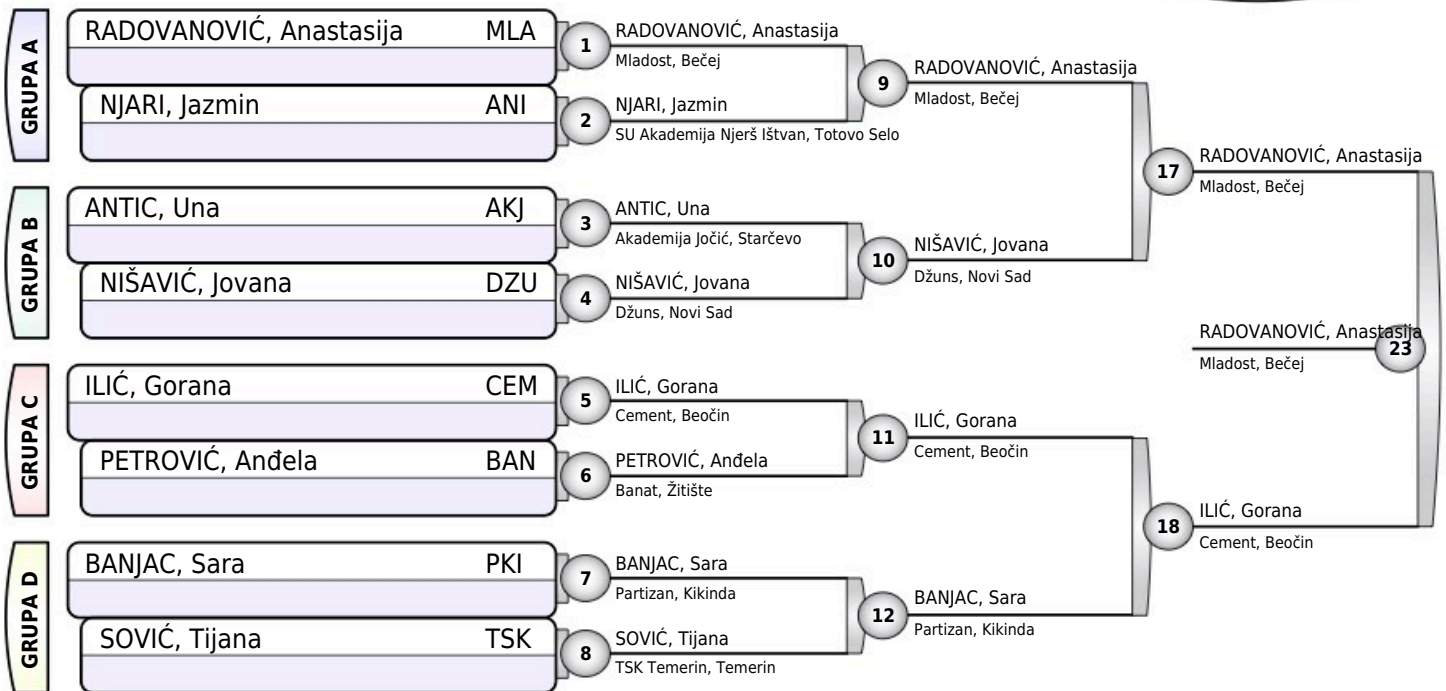 GRUPA A
RADOVANOVIĆ, Anastasija MLA
NJARI, Jazmin ANI
1
RADOVANOVIĆ, Anastasija
Mladost, Bečej
2
NJARI, Jazmin
SU Akademija Njerš Ištvan, Totovo Selo
9
RADOVANOVIĆ, Anastasija
Mladost, Bečej
GRUPA B
ANTIC, Una AKJ
NIŠAVIĆ, Jovana DZU
3
ANTIC, Una
Akademija Jočić, Starčevo
4
NIŠAVIĆ, Jovana
Džuns, Novi Sad
10
NIŠAVIĆ, Jovana
Džuns, Novi Sad
17
RADOVANOVIĆ, Anastasija
Mladost, Bečej
GRUPA C
ILIĆ, Gorana CEM
PETROVIĆ, Anđela BAN
5
ILIĆ, Gorana
Cement, Beočin
6
PETROVIĆ, Anđela
Banat, Žitište
11
ILIĆ, Gorana
Cement, Beočin
GRUPA D
BANJAC, Sara PKI
SOVIĆ, Tijana TSK
7
BANJAC, Sara
Partizan, Kikinda
8
SOVIĆ, Tijana
TSK Temerin, Temerin
12
BANJAC, Sara
Partizan, Kikinda
18
ILIĆ, Gorana
Cement, Beočin
RADOVANOVIĆ, Anastasija
23
Mladost, Bečej